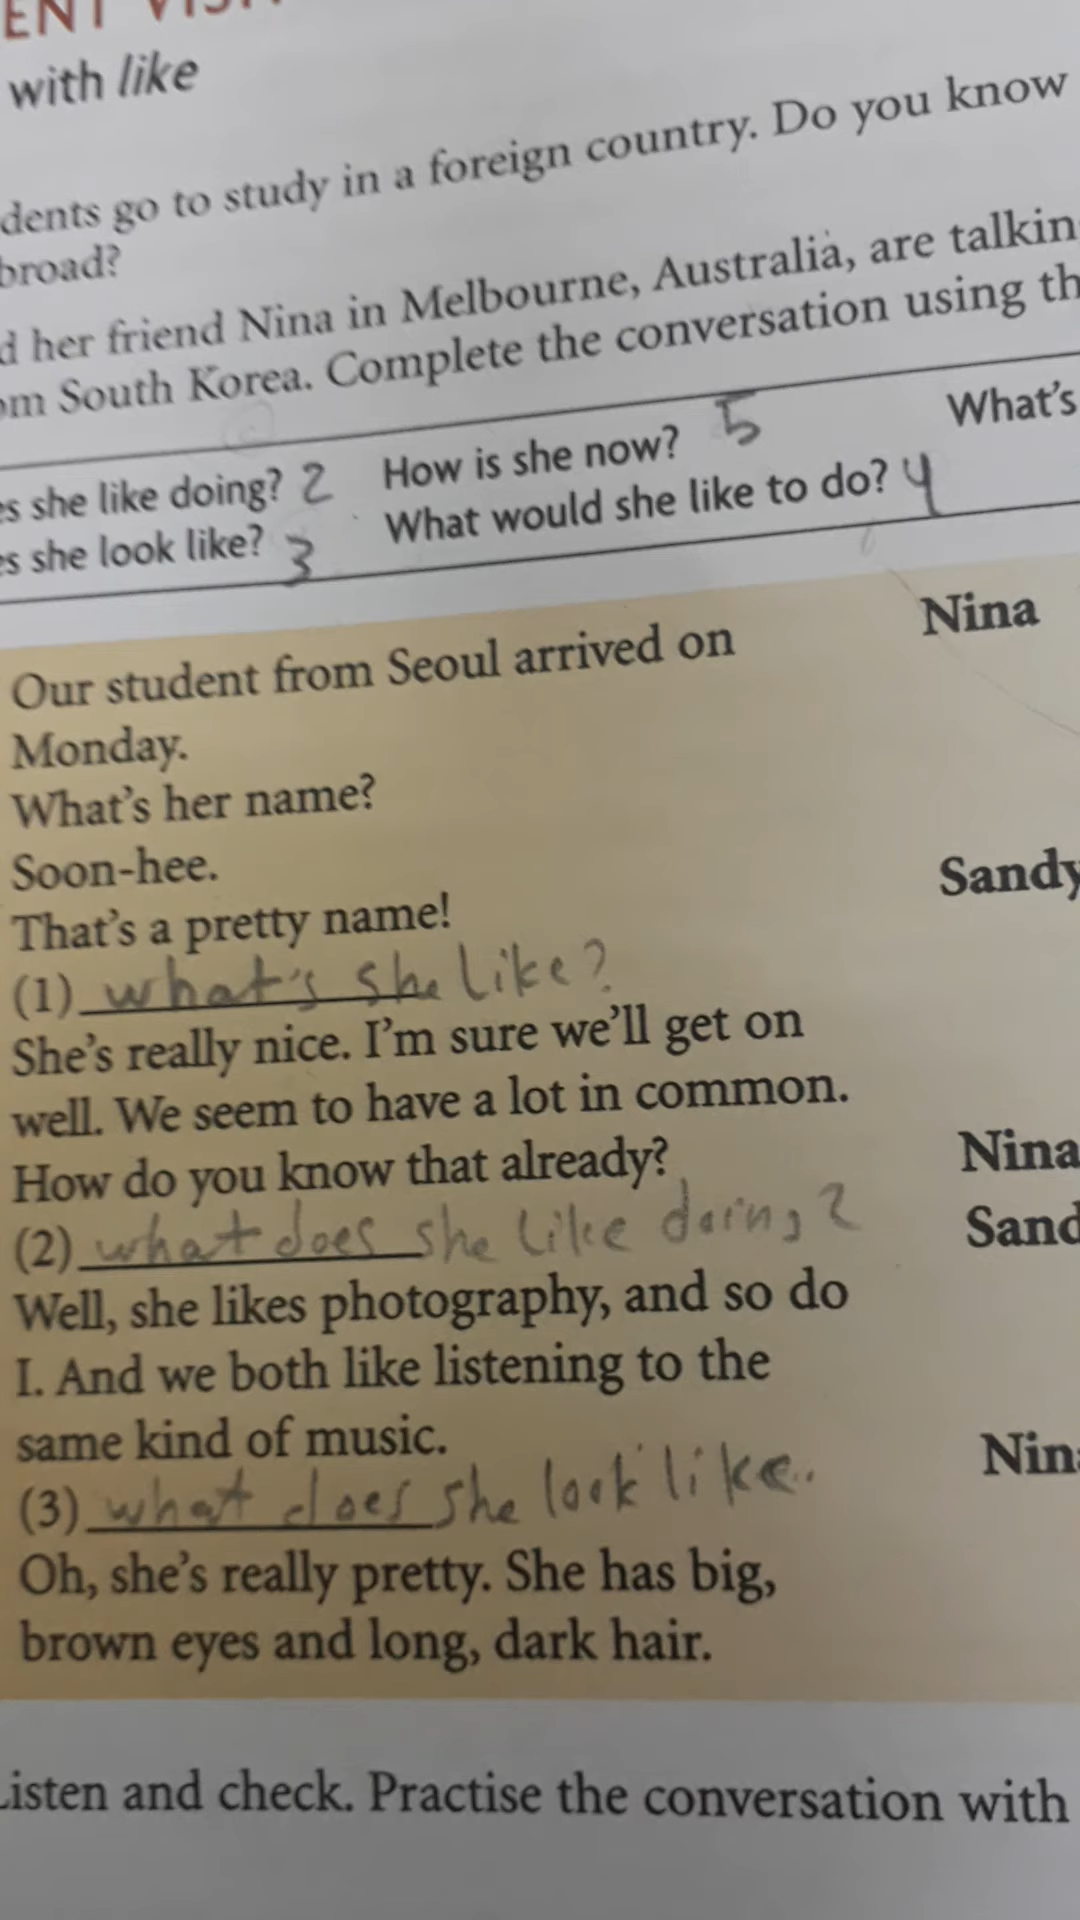 with like
dents go to study in a foreign country. Do you know
broad?
d her friend Nina in Melbourne, Australia, are talkin
om South Korea. Complete the conversation using th
es she like doing? 2 How is she now? 5 What's
es she look like? 3 What would she like to do? 4
Our student from Seoul arrived on
Monday.
What's her name?
Soon-hee.
That's a pretty name!
(1) what's she like?
She's really nice. I'm sure we'll get on
well. We seem to have a lot in common.
How do you know that already?
(2) what does she like doing?
Well, she likes photography, and so do
I. And we both like listening to the
same kind of music.
(3) what does she look like..
Oh, she's really pretty. She has big,
brown eyes and long, dark hair.
Nina
Sandy
Nina
Sand
Nin
Listen and check. Practise the conversation with